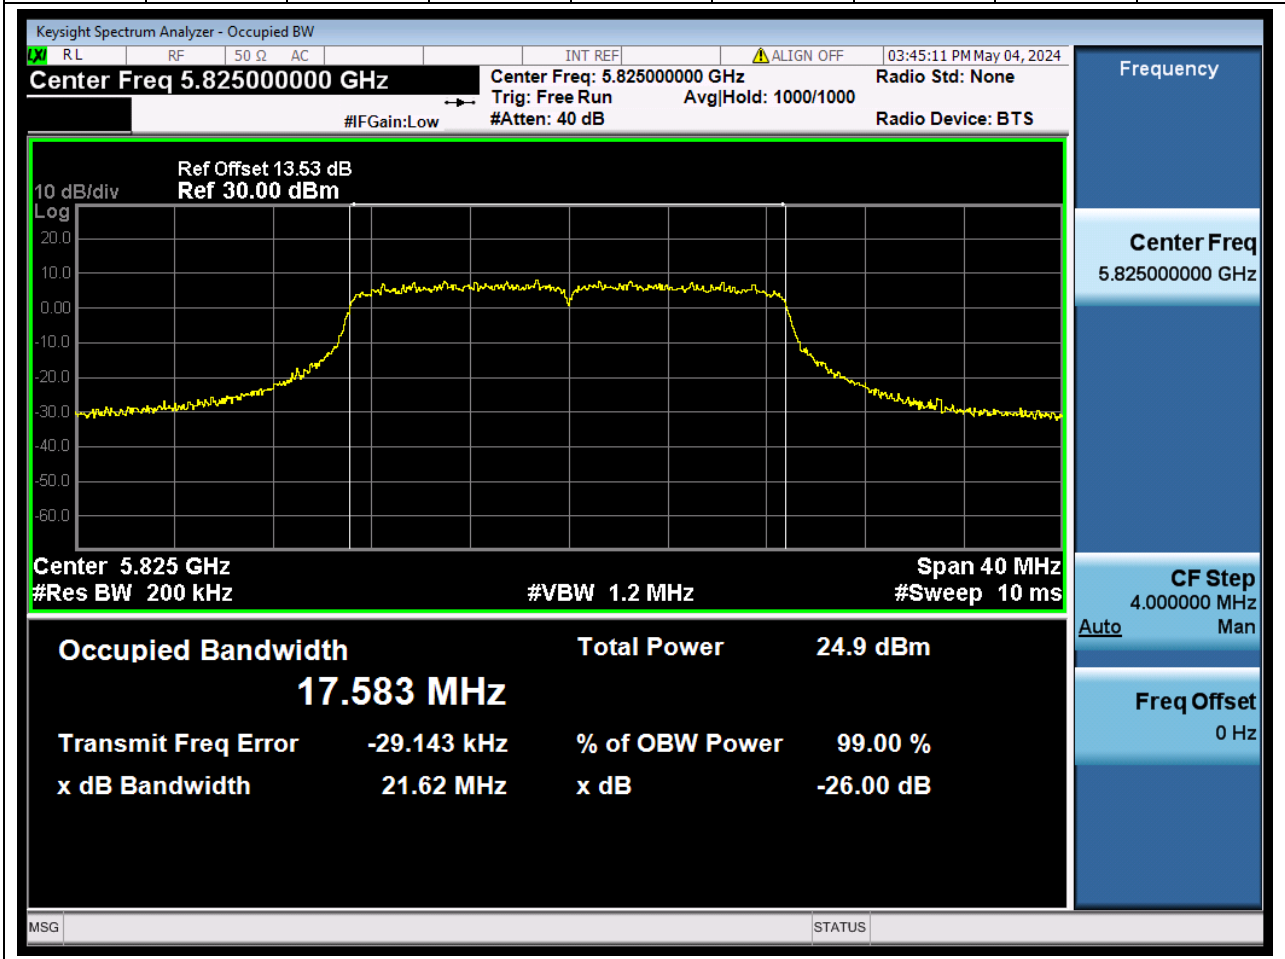 Keysight Spectrum Analyzer - Occupied BW
LXI RL RF 50 Ω AC INT REF ALIGN OFF 03:45:11 PM May 04, 2024
Center Freq 5.825000000 GHz
Center Freq: 5.825000000 GHz
Radio Std: None
Trig: Free Run Avg|Hold: 1000/1000
#IFGain:Low
#Atten: 40 dB
Radio Device: BTS
Ref Offset 13.53 dB
10 dB/div Ref 30.00 dBm
Log
20.0
10.0
0.00
-10.0
-20.0
-30.0
-40.0
-50.0
-60.0
Center 5.825 GHz Span 40 MHz
#Res BW 200 kHz #VBW 1.2 MHz #Sweep 10 ms
Occupied Bandwidth Total Power 24.9 dBm
17.583 MHz
Transmit Freq Error -29.143 kHz % of OBW Power 99.00 %
x dB Bandwidth 21.62 MHz x dB -26.00 dB
Frequency
Center Freq
5.825000000 GHz
CF Step
4.000000 MHz
Auto Man
Freq Offset
0 Hz
MSG STATUS